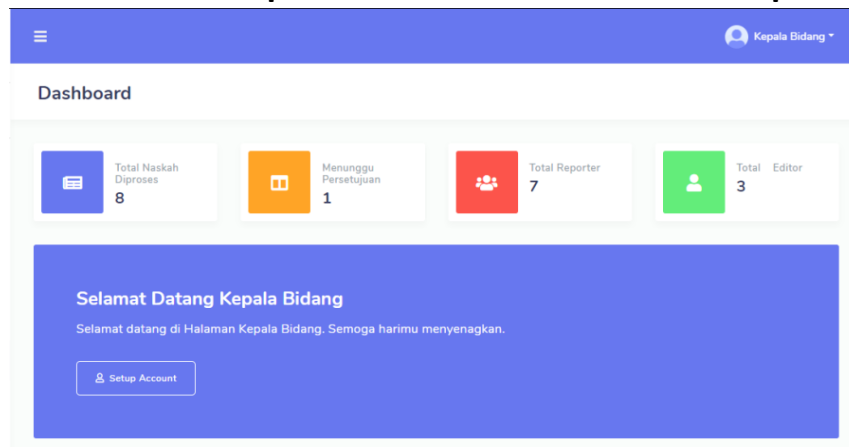 Kepala Bidang
Dashboard
Total Naskah
Diproses
8
Menunggu
Persetujuan
1
Total Reporter
7
Total Editor
3
Selamat Datang Kepala Bidang
Selamat datang di Halaman Kepala Bidang. Semoga harimu menyenagkan.
Setup Account